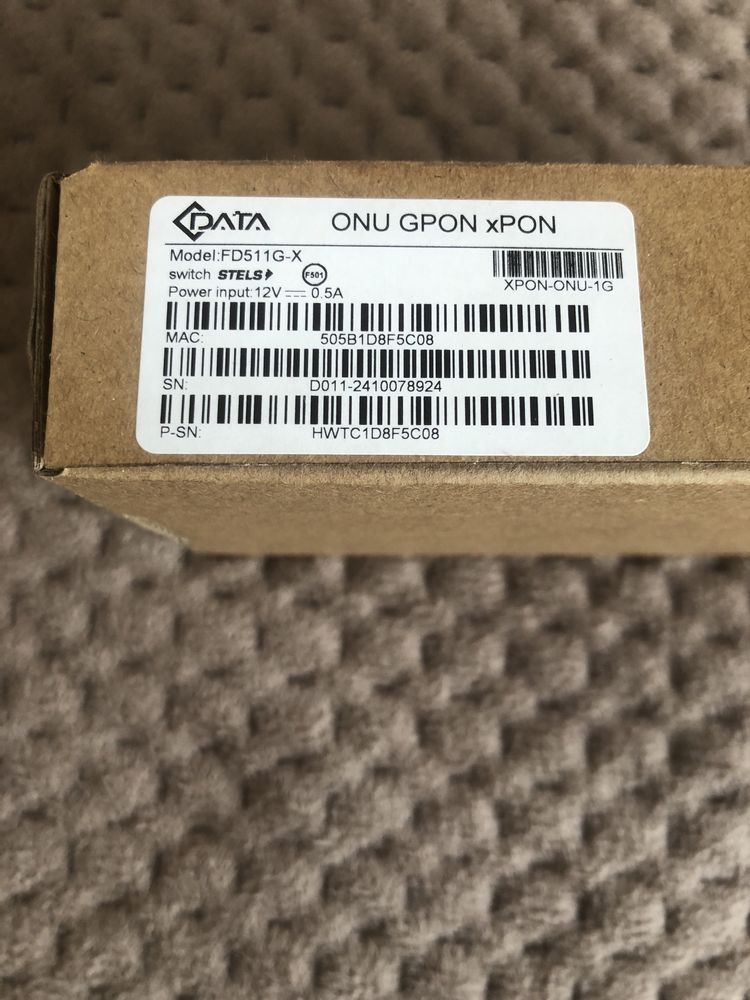 CDATA
ONU GPON xPON
Model:FD511G-X
switch STELS F501
Power input:12V 0.5A
XPON-ONU-1G
MAC: 505B1D8F5C08
SN: D011-2410078924
P-SN: HWTC1D8F5C08